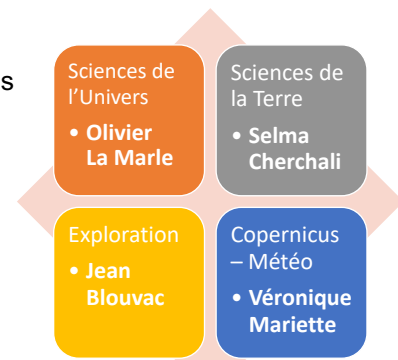 s
Sciences de
l'Univers
• Olivier
La Marle
Sciences de
la Terre
• Selma
Cherchali
Exploration
• Jean
Blouvac
Copernicus
– Météo
• Véronique
Mariette